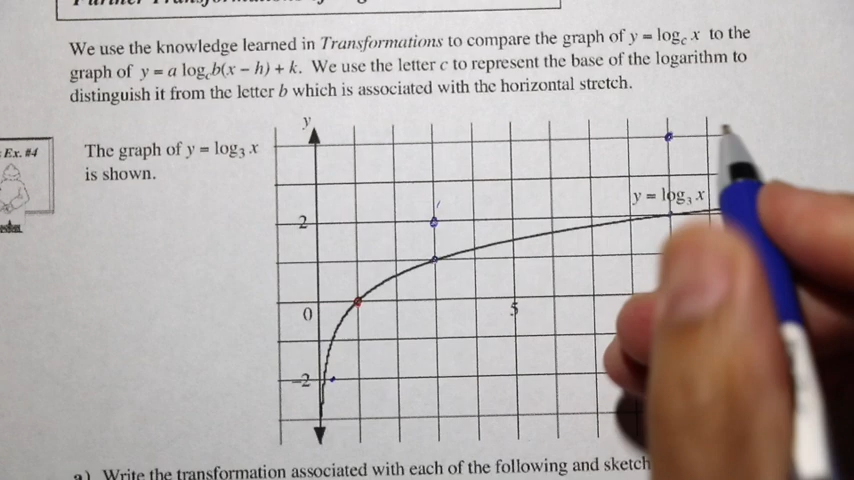 We use the knowledge learned in Transformations to compare the graph of y = log_c x to the
graph of y = a log_c b(x – h) + k. We use the letter c to represent the base of the logarithm to
distinguish it from the letter b which is associated with the horizontal stretch.
Ex. #4
The graph of y = log₃ x
is shown.
y
y = log₃ x
2
0
5
–2
a) Write the transformation associated with each of the following and sketch